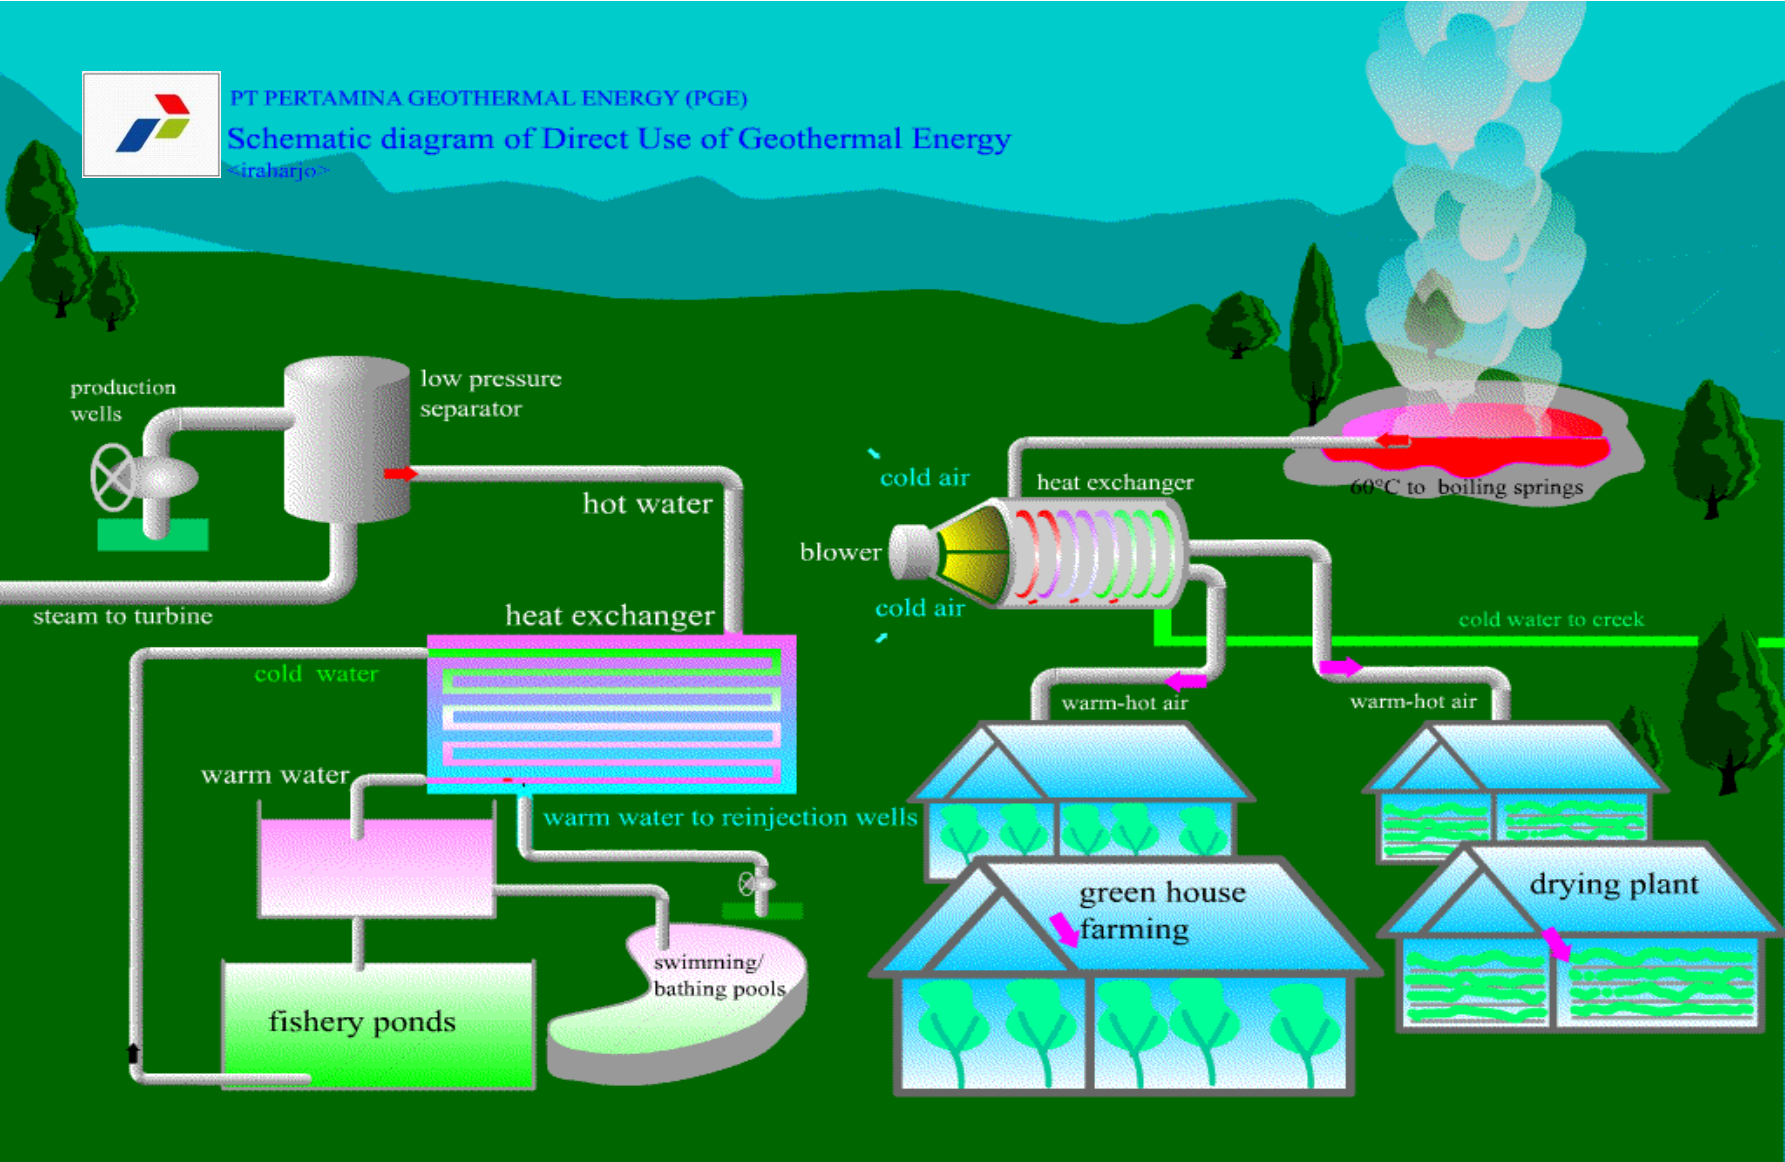 PT PERTAMINA GEOTHERMAL ENERGY (PGE)
Schematic diagram of Direct Use of Geothermal Energy
<iraharjo>
production
wells
low pressure
separator
hot water
steam to turbine
heat exchanger
cold water
warm water
warm water to reinjection wells
swimming/
bathing pools
fishery ponds
cold air
heat exchanger
60°C to boiling springs
blower
cold air
cold water to creek
warm-hot air
warm-hot air
green house
farming
drying plant